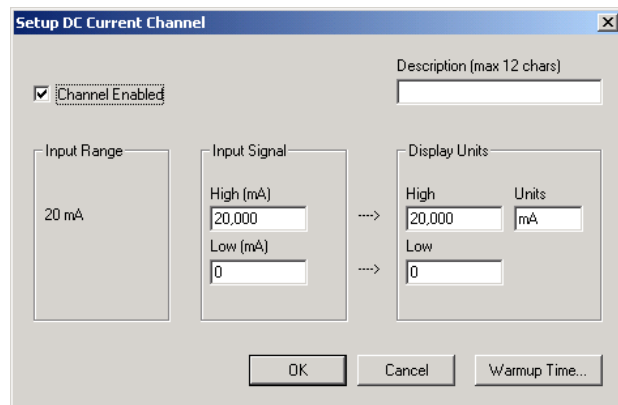 Setup DC Current Channel
Description (max 12 chars)
Channel Enabled
Input Range
Input Signal
Display Units
High (mA)
High
Units
20 mA
20,000
---->
20,000
mA
Low (mA)
Low
0
---->
0
OK
Cancel
Warmup Time...